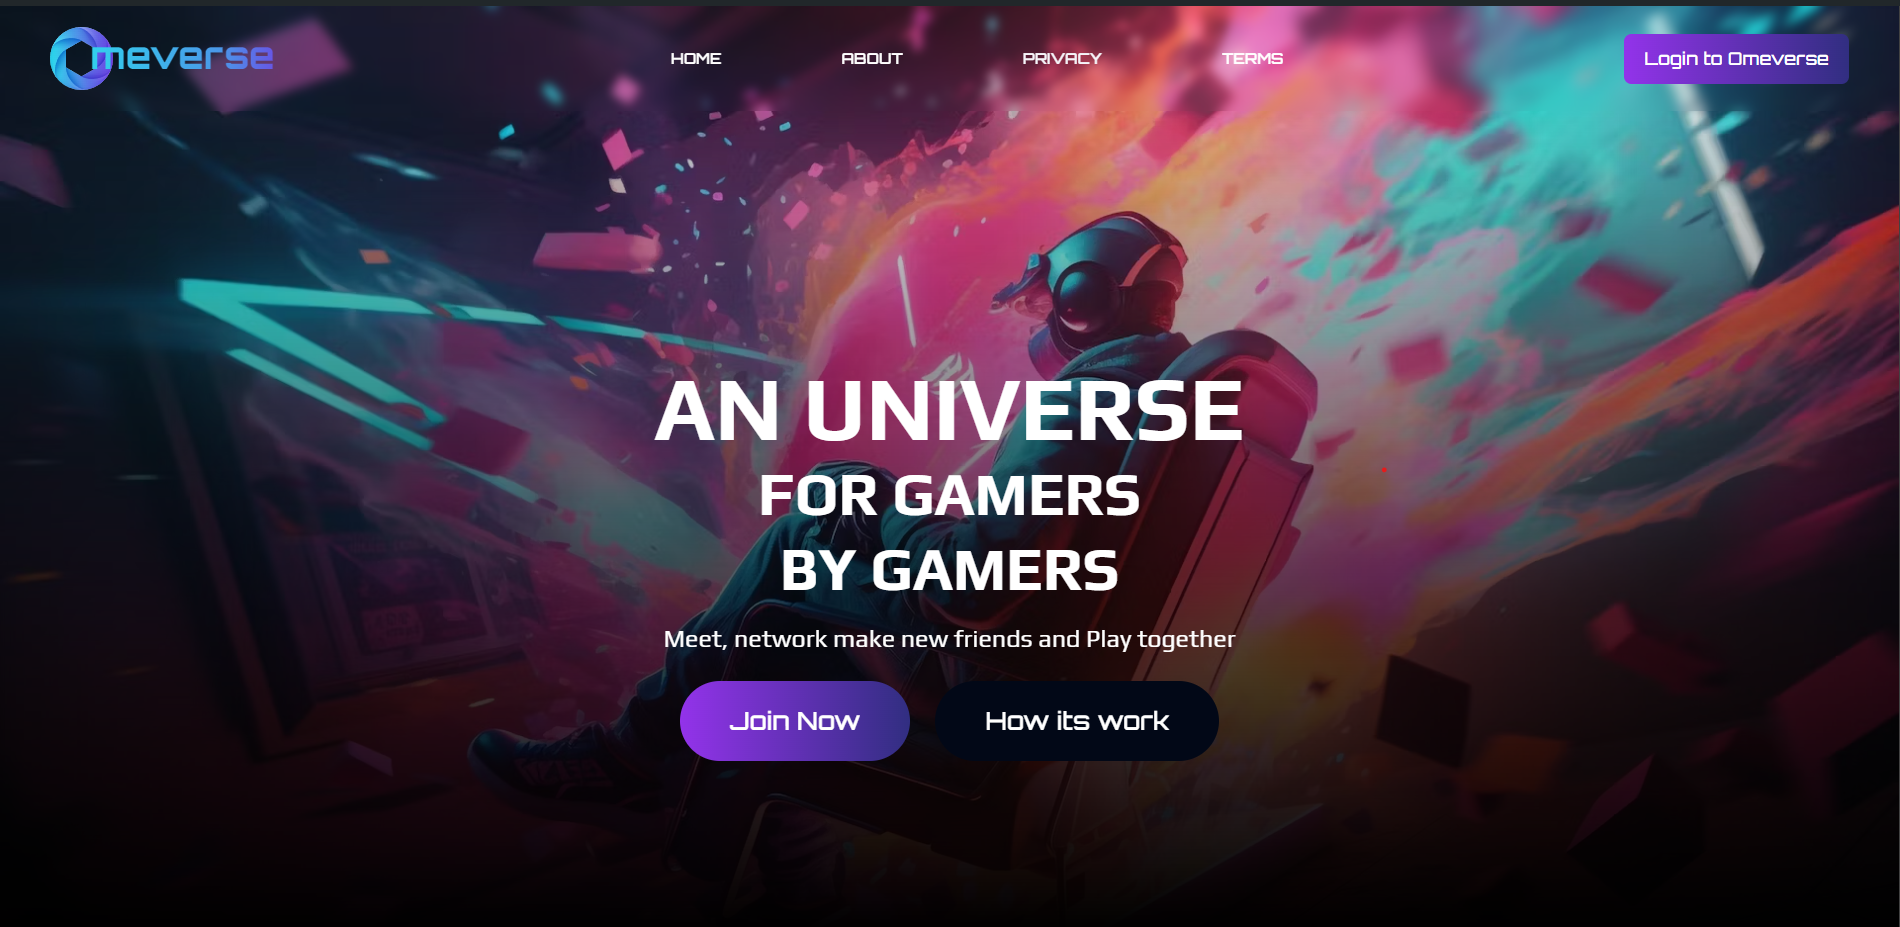 Omeverse
HOME
ABOUT
PRIVACY
TERMS
Login to Omeverse
AN UNIVERSE
FOR GAMERS
BY GAMERS
Meet, network make new friends and Play together
Join Now
How its work